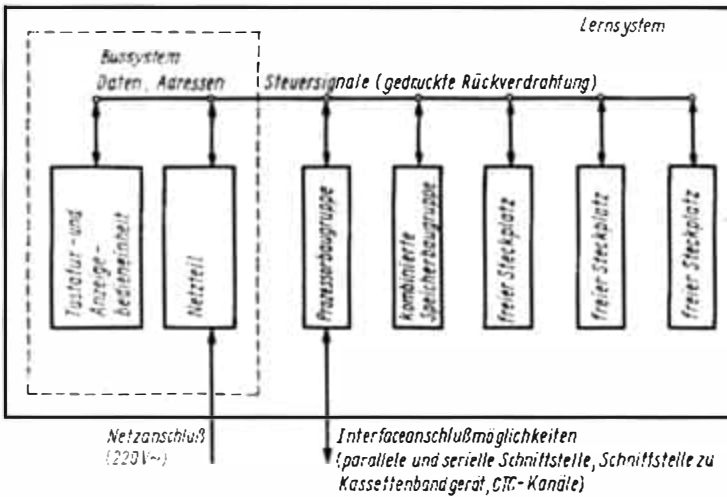 Lernsystem
Bussystem
Daten, Adressen Steuersignale (gedruckte Rückverdrahtung)
Tastatur- und
Anzeige-
bedieneinheit
Netzteil
Prozessorbaugruppe
kombinierte
Speicherbaugruppe
freier Steckplatz
freier Steckplatz
freier Steckplatz
Netzanschluß
(220V~)
Interfaceanschlußmöglichkeiten
(parallele und serielle Schnittstelle, Schnittstelle zu
Kassettenbandgerät, CTC-Kanäle)